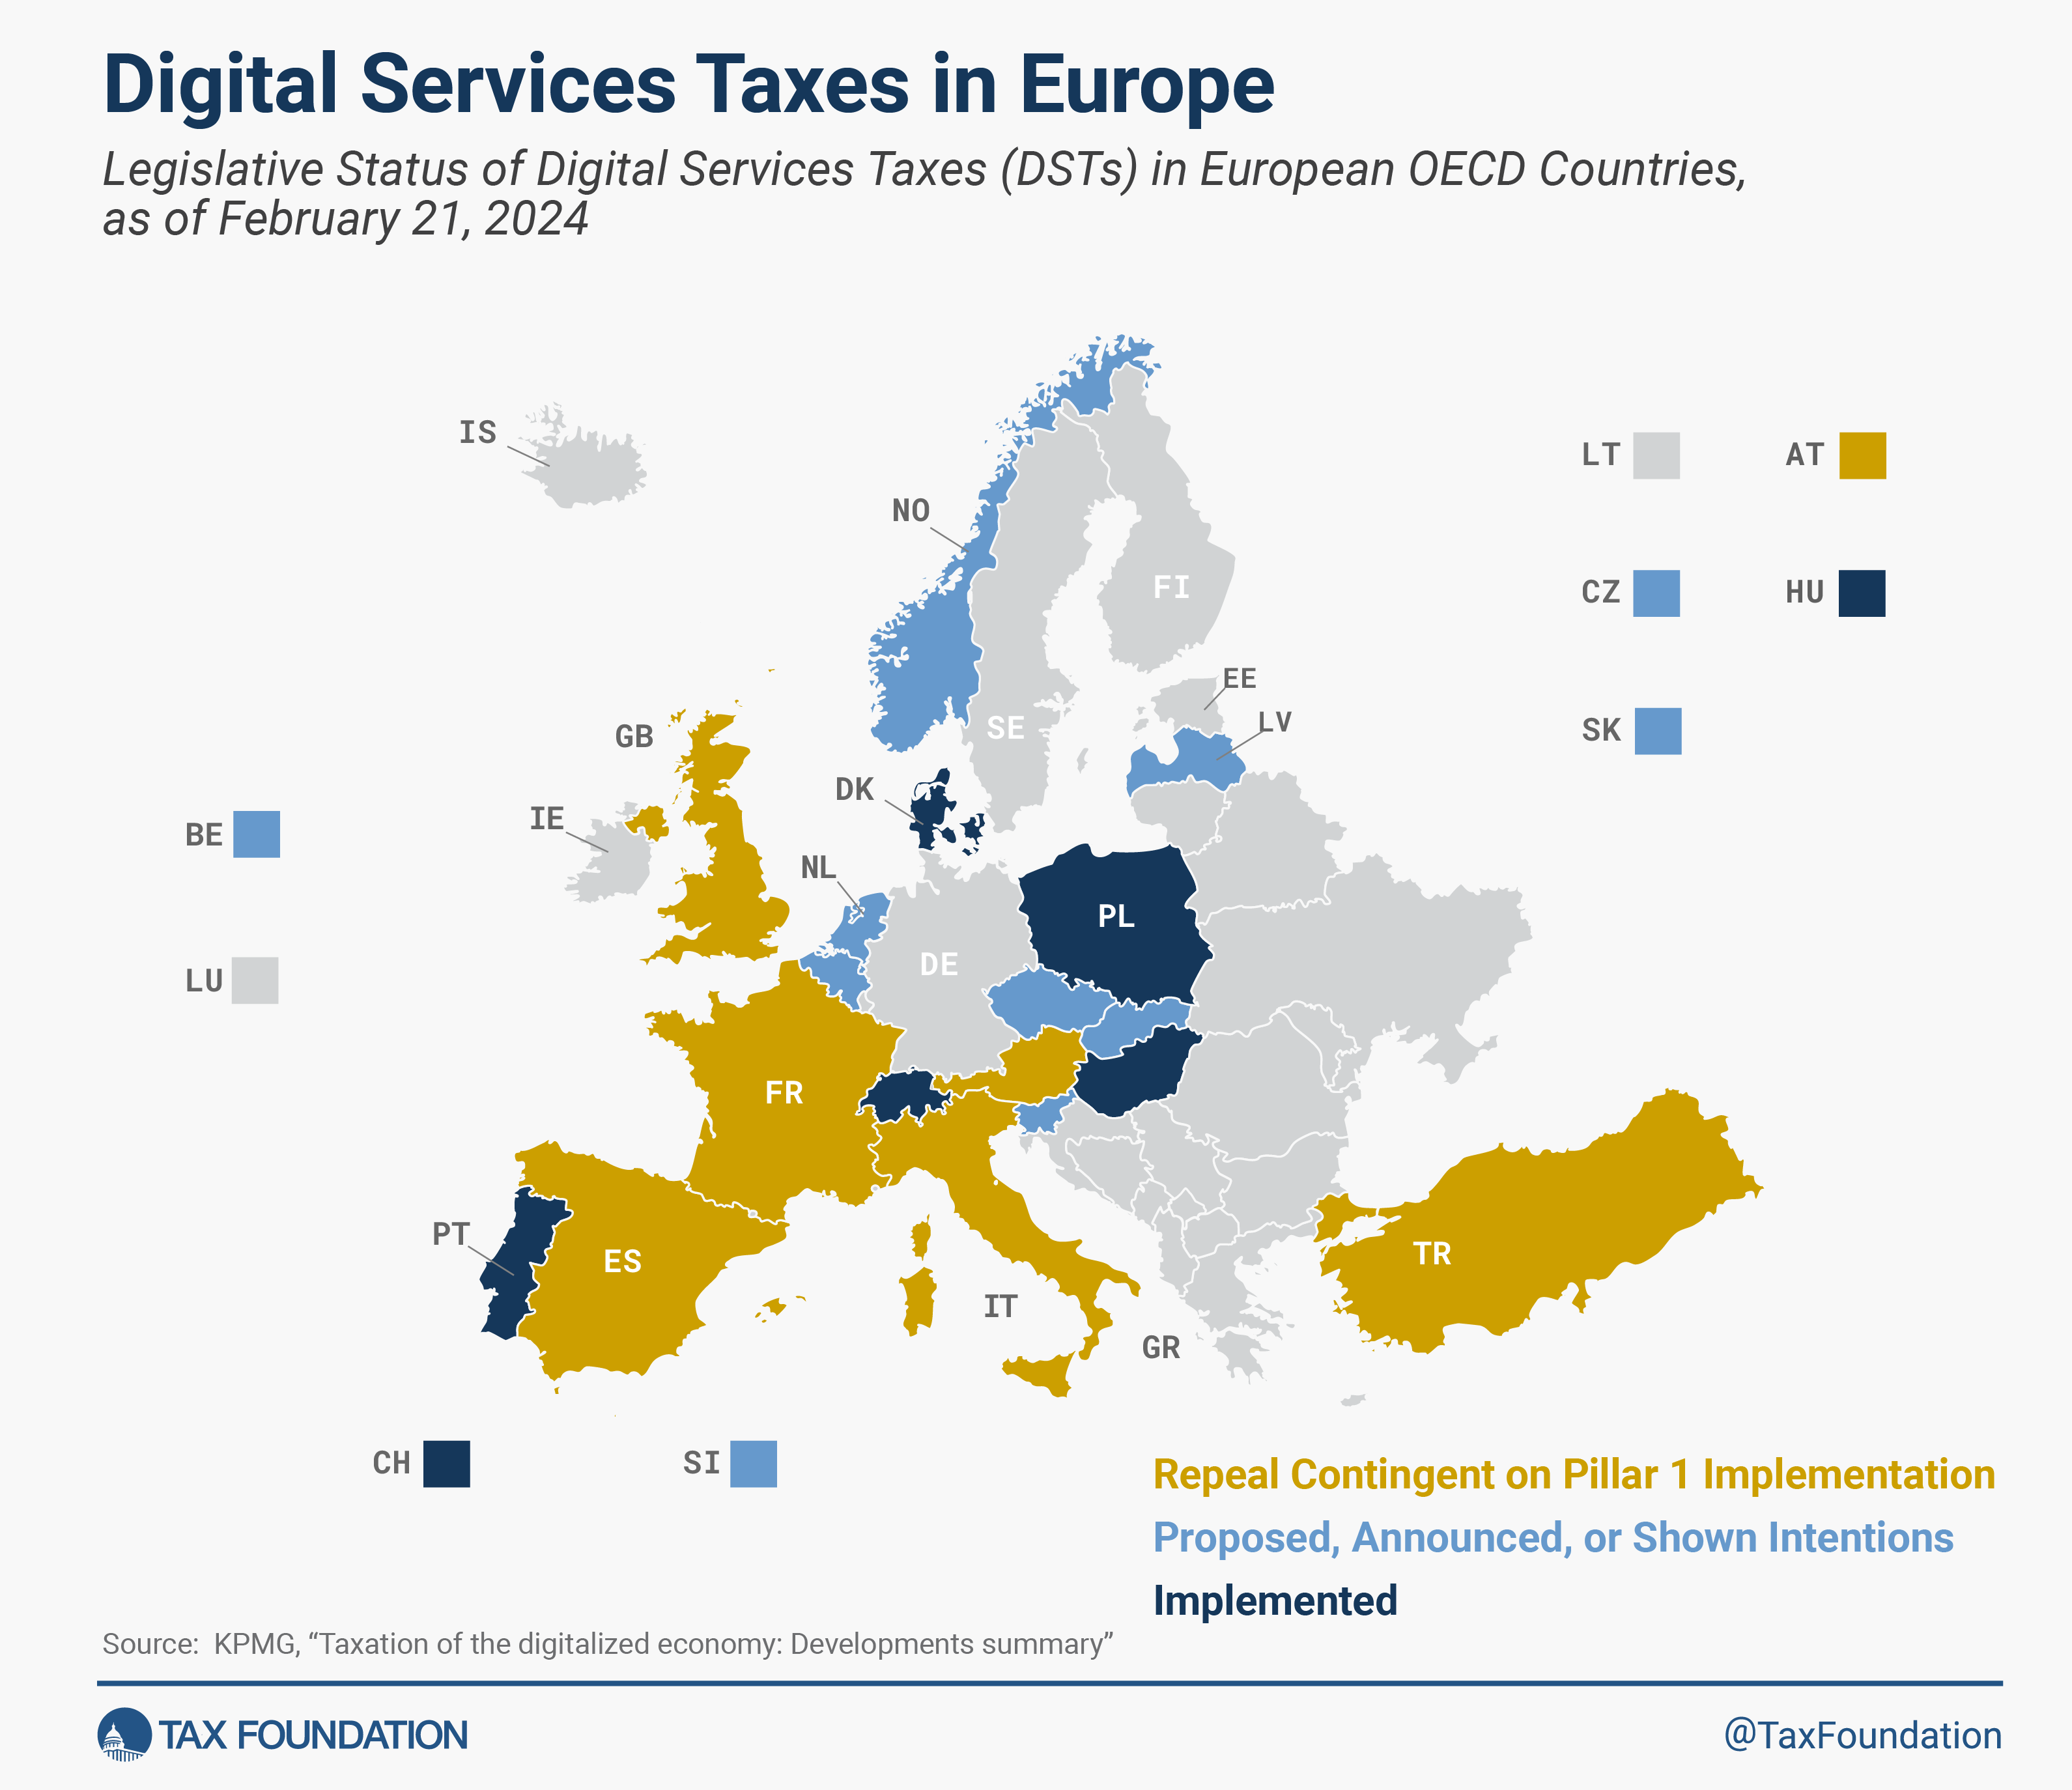 Digital Services Taxes in Europe
Legislative Status of Digital Services Taxes (DSTs) in European OECD Countries,
as of February 21, 2024
IS
NO
LT
AT
FI
CZ
HU
EE
LV
SE
SK
GB
DK
IE
BE
NL
PL
DE
LU
FR
PT
ES
TR
IT
GR
CH
SI
Repeal Contingent on Pillar 1 Implementation
Proposed, Announced, or Shown Intentions
Implemented
Source: KPMG, “Taxation of the digitalized economy: Developments summary”
TAX FOUNDATION
@TaxFoundation